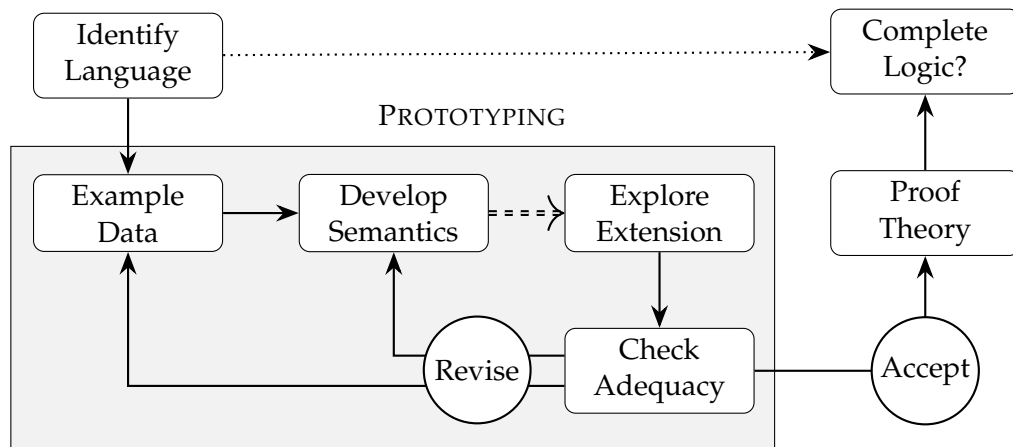 Identify
Language
Complete
Logic?
PROTOTYPING
Example
Data
Develop
Semantics
Explore
Extension
Proof
Theory
Revise
Check
Adequacy
Accept